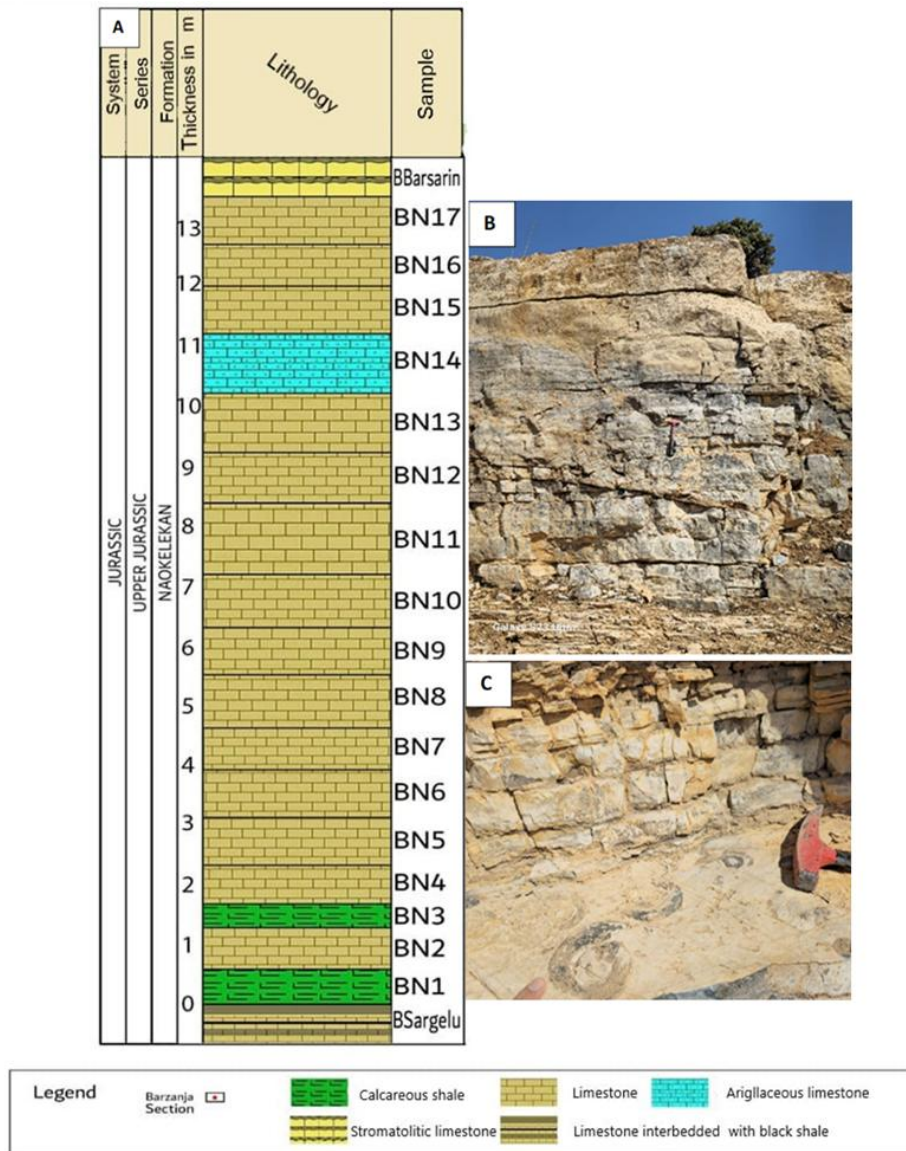 A
System
Series
Formation
Thickness in m
Lithology
Sample
JURASSIC
UPPER JURASSIC
NAOKELEKAN
BBarsarin
13
BN17
BN16
12
BN15
11
BN14
10
BN13
9
BN12
8
BN11
7
BN10
6
BN9
5
BN8
BN7
4
BN6
3
BN5
2
BN4
BN3
1
BN2
BN1
0
BSargelu
B
C
Legend
Barzanja
Section
Calcareous shale
Limestone
Arigllaceous limestone
Stromatolitic limestone
Limestone interbedded with black shale